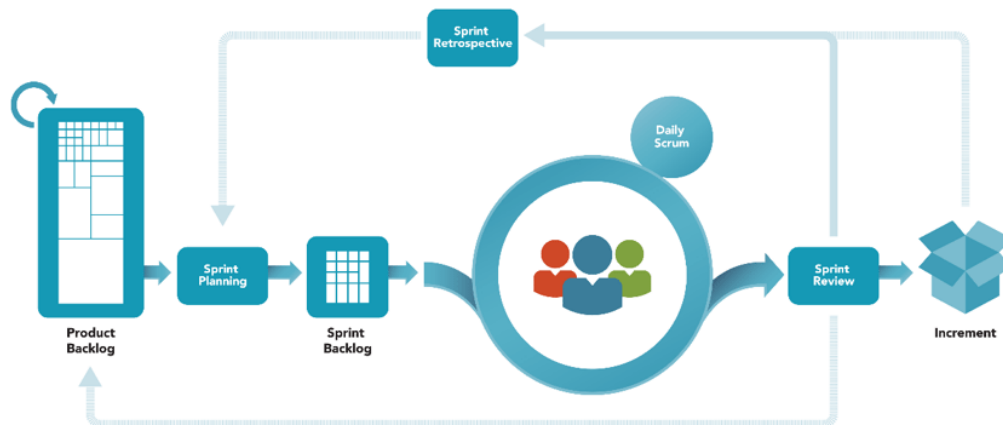 Sprint
Retrospective
Daily
Scrum
Sprint
Planning
Sprint
Review
Product
Backlog
Sprint
Backlog
Increment